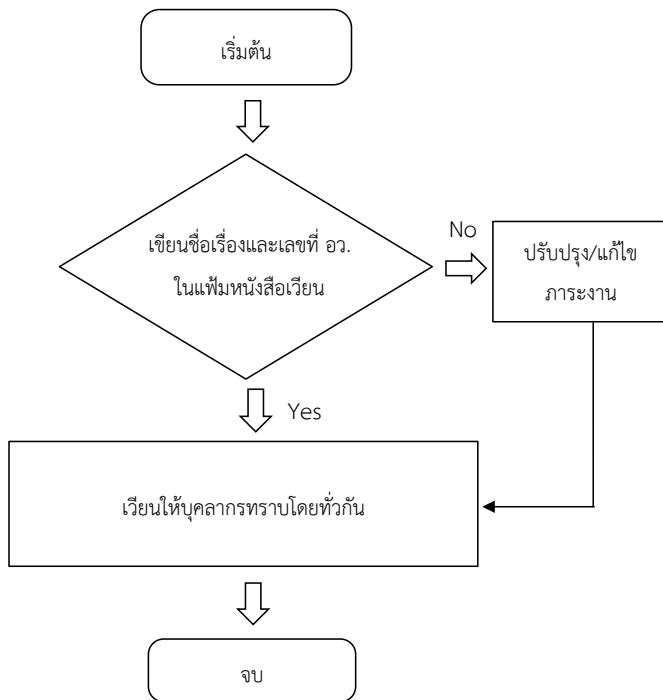 เริ่มต้น
เขียนชื่อเรื่องและเลขที่ อว.
ในแฟ้มหนังสือเวียน
No
ปรับปรุง/แก้ไข
ภาระงาน
Yes
เวียนให้บุคลากรทราบโดยทั่วกัน
จบ